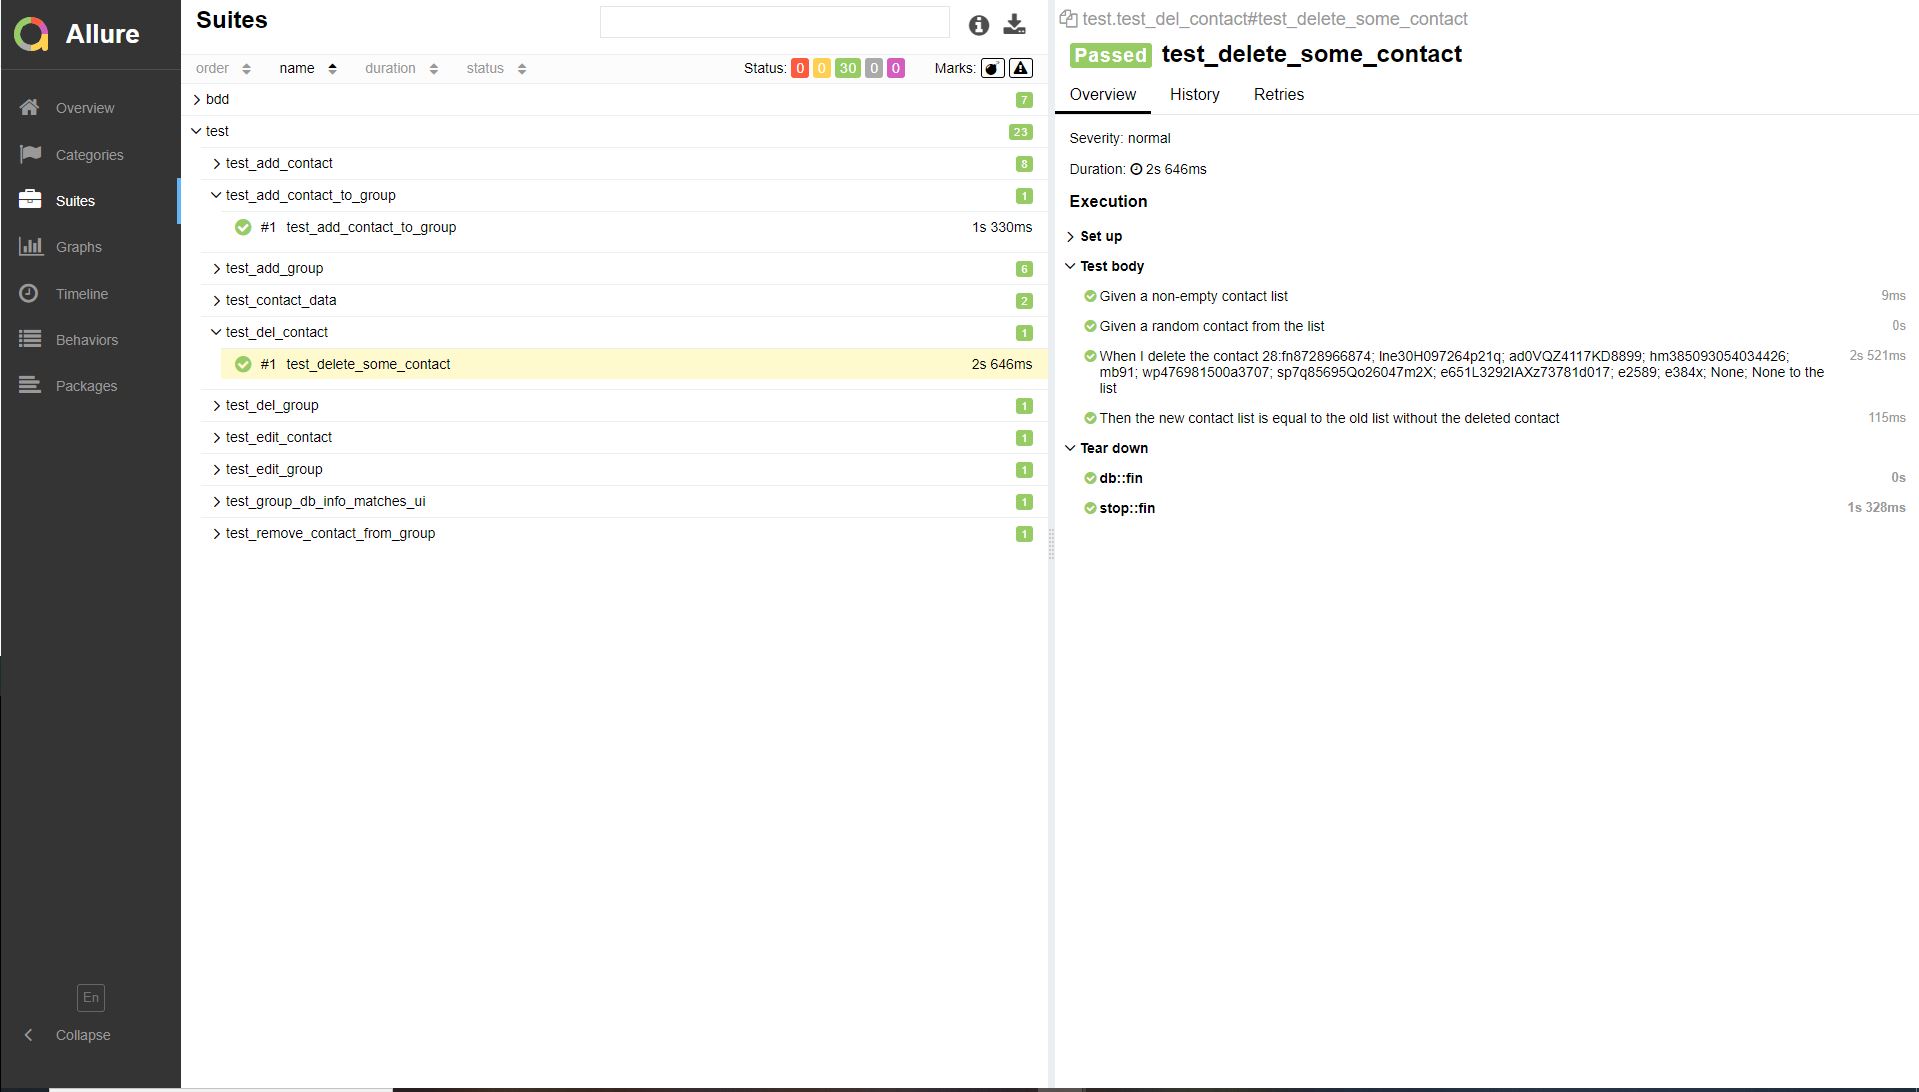 Allure
Overview
Categories
Suites
Graphs
Timeline
Behaviors
Packages
En
Collapse
Suites
order name duration status Status: 0 0 30 0 0 Marks:
bdd 7
test 23
test_add_contact 8
test_add_contact_to_group 1
#1 test_add_contact_to_group 1s 330ms
test_add_group 6
test_contact_data 2
test_del_contact 1
#1 test_delete_some_contact 2s 646ms
test_del_group 1
test_edit_contact 1
test_edit_group 1
test_group_db_info_matches_ui 1
test_remove_contact_from_group 1
test.test_del_contact#test_delete_some_contact
Passed test_delete_some_contact
Overview History Retries
Severity: normal
Duration: 2s 646ms
Execution
Set up
Test body
Given a non-empty contact list 9ms
Given a random contact from the list 0s
When I delete the contact 28:fn8728966874; lne30H097264p21q; ad0VQZ4117KD8899; hm385093054034426; 2s 521ms
mb91; wp476981500a3707; sp7q85695Qo26047m2X; e651L3292IAXz73781d017; e2589; e384x; None; None to the
list
Then the new contact list is equal to the old list without the deleted contact 115ms
Tear down
db::fin 0s
stop::fin 1s 328ms